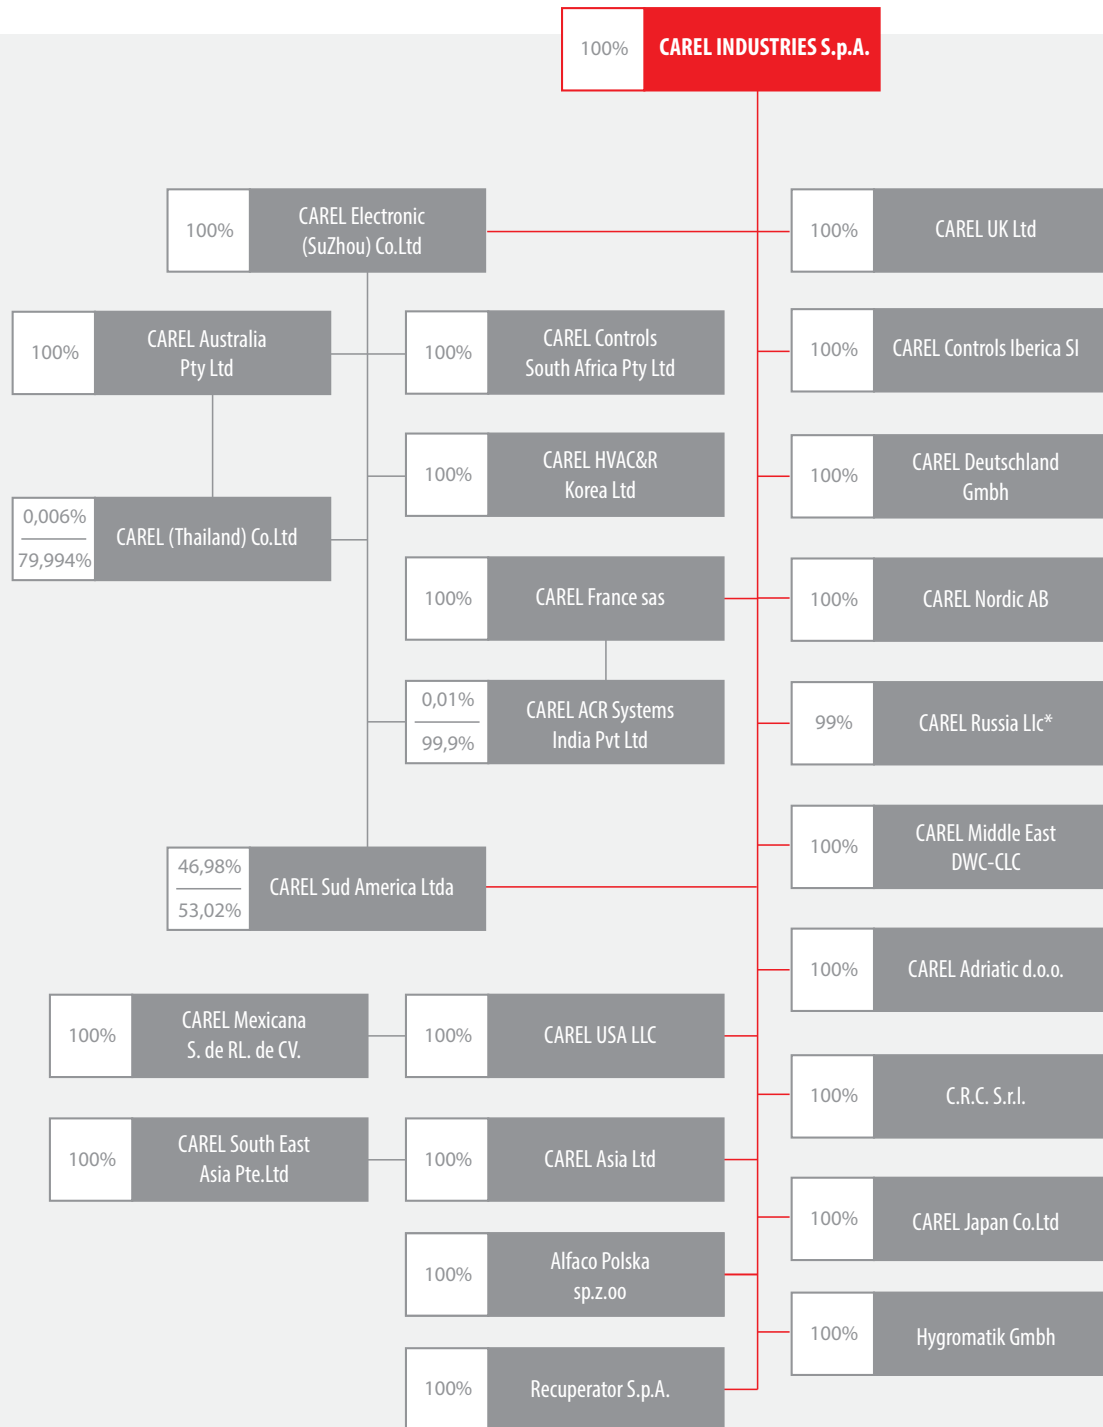 100%
CAREL INDUSTRIES S.p.A.
100%
CAREL Electronic
(SuZhou) Co.Ltd
100%
CAREL UK Ltd
100%
CAREL Australia
Pty Ltd
100%
CAREL Controls
South Africa Pty Ltd
100%
CAREL Controls Iberica Sl
100%
CAREL HVAC&R
Korea Ltd
100%
CAREL Deutschland
Gmbh
0,006%
79,994%
CAREL (Thailand) Co.Ltd
100%
CAREL France sas
100%
CAREL Nordic AB
0,01%
99,9%
CAREL ACR Systems
India Pvt Ltd
99%
CAREL Russia Llc*
46,98%
53,02%
CAREL Sud America Ltda
100%
CAREL Middle East
DWC-CLC
100%
CAREL Adriatic d.o.o.
100%
CAREL Mexicana
S. de RL. de CV.
100%
CAREL USA LLC
100%
C.R.C. S.r.l.
100%
CAREL South East
Asia Pte.Ltd
100%
CAREL Asia Ltd
100%
CAREL Japan Co.Ltd
100%
Alfaco Polska
sp.z.oo
100%
Hygromatik Gmbh
100%
Recuperator S.p.A.